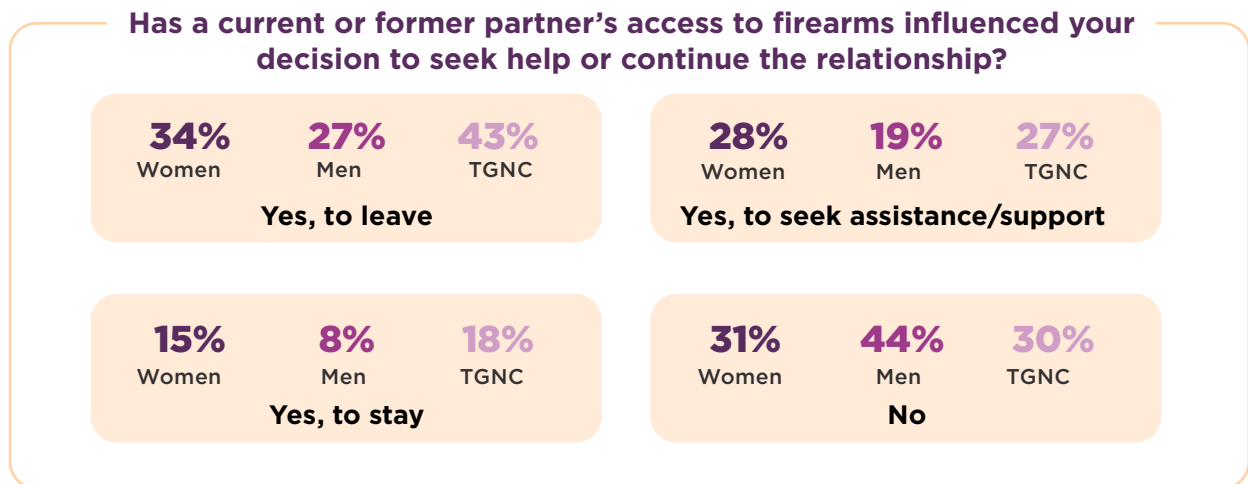 Has a current or former partner’s access to firearms influenced your
decision to seek help or continue the relationship?
34% 27% 43%
Women Men TGNC
Yes, to leave
28% 19% 27%
Women Men TGNC
Yes, to seek assistance/support
15% 8% 18%
Women Men TGNC
Yes, to stay
31% 44% 30%
Women Men TGNC
No